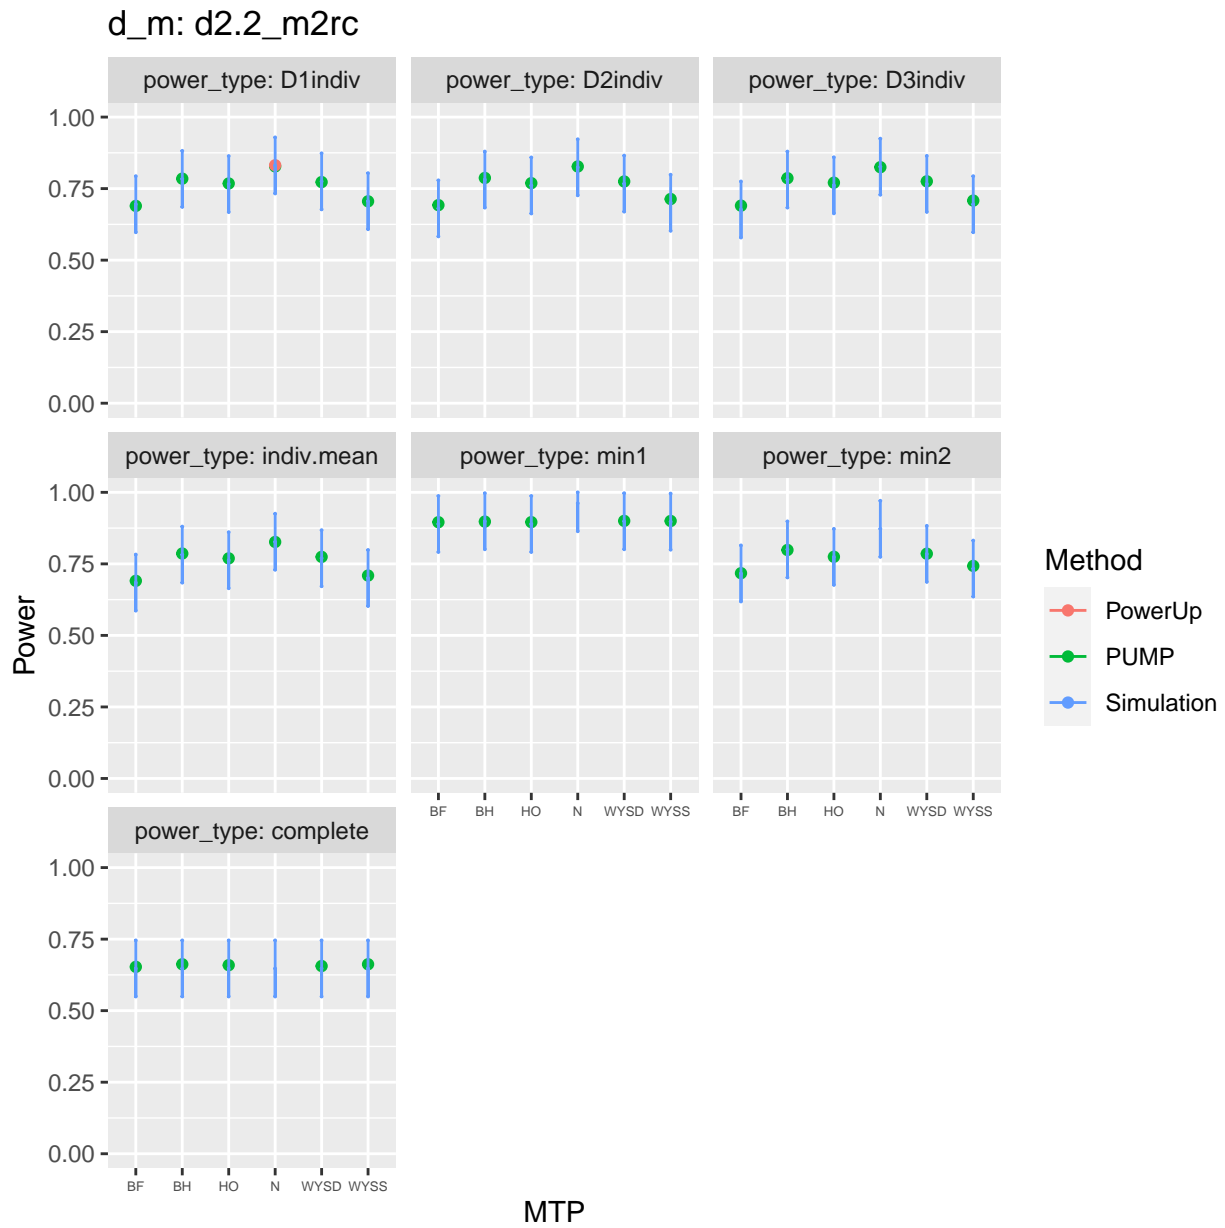 d_m: d2.2_m2rc
power_type: D1indiv
power_type: D2indiv
power_type: D3indiv
1.00
0.75
0.50
0.25
0.00
power_type: indiv.mean
power_type: min1
power_type: min2
1.00
0.75
0.50
0.25
0.00
BF BH HO N WYSD WYSS
BF BH HO N WYSD WYSS
power_type: complete
1.00
0.75
0.50
0.25
0.00
BF BH HO N WYSD WYSS
Power
MTP
Method
PowerUp
PUMP
Simulation